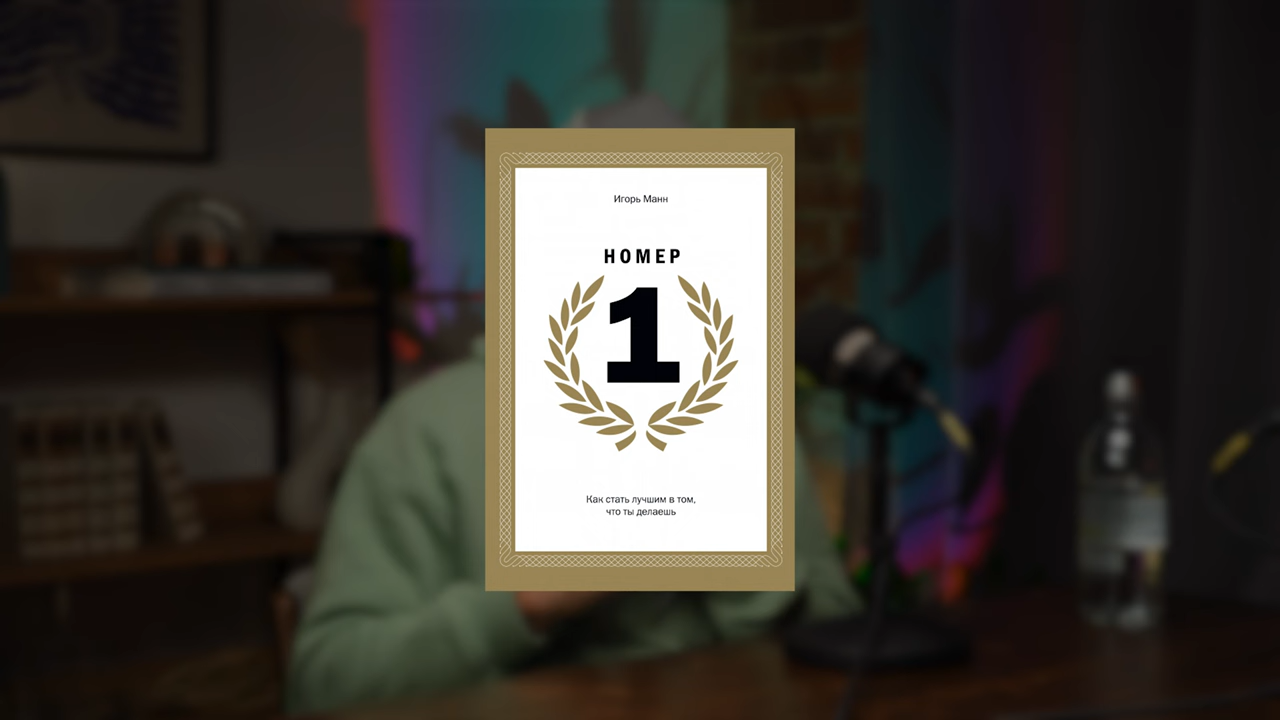 Игорь Манн
НОМЕР
1
Как стать лучшим в том,
что ты делаешь